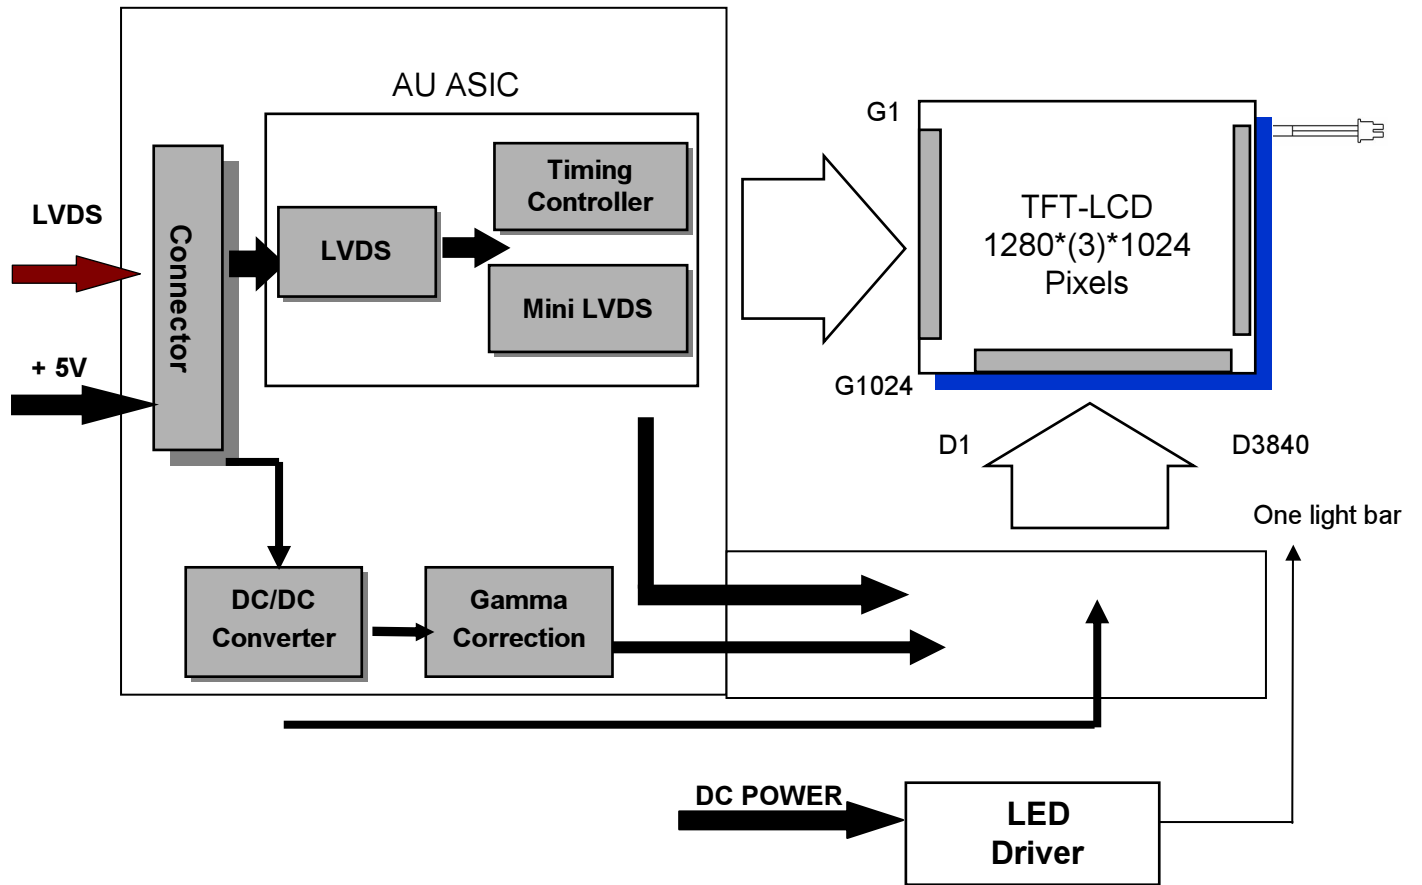 AU ASIC
G1
Timing
Controller
LVDS
Connector
LVDS
TFT-LCD
1280*(3)*1024
Pixels
Mini LVDS
+ 5V
G1024
D1
D3840
One light bar
DC/DC
Converter
Gamma
Correction
DC POWER
LED
Driver